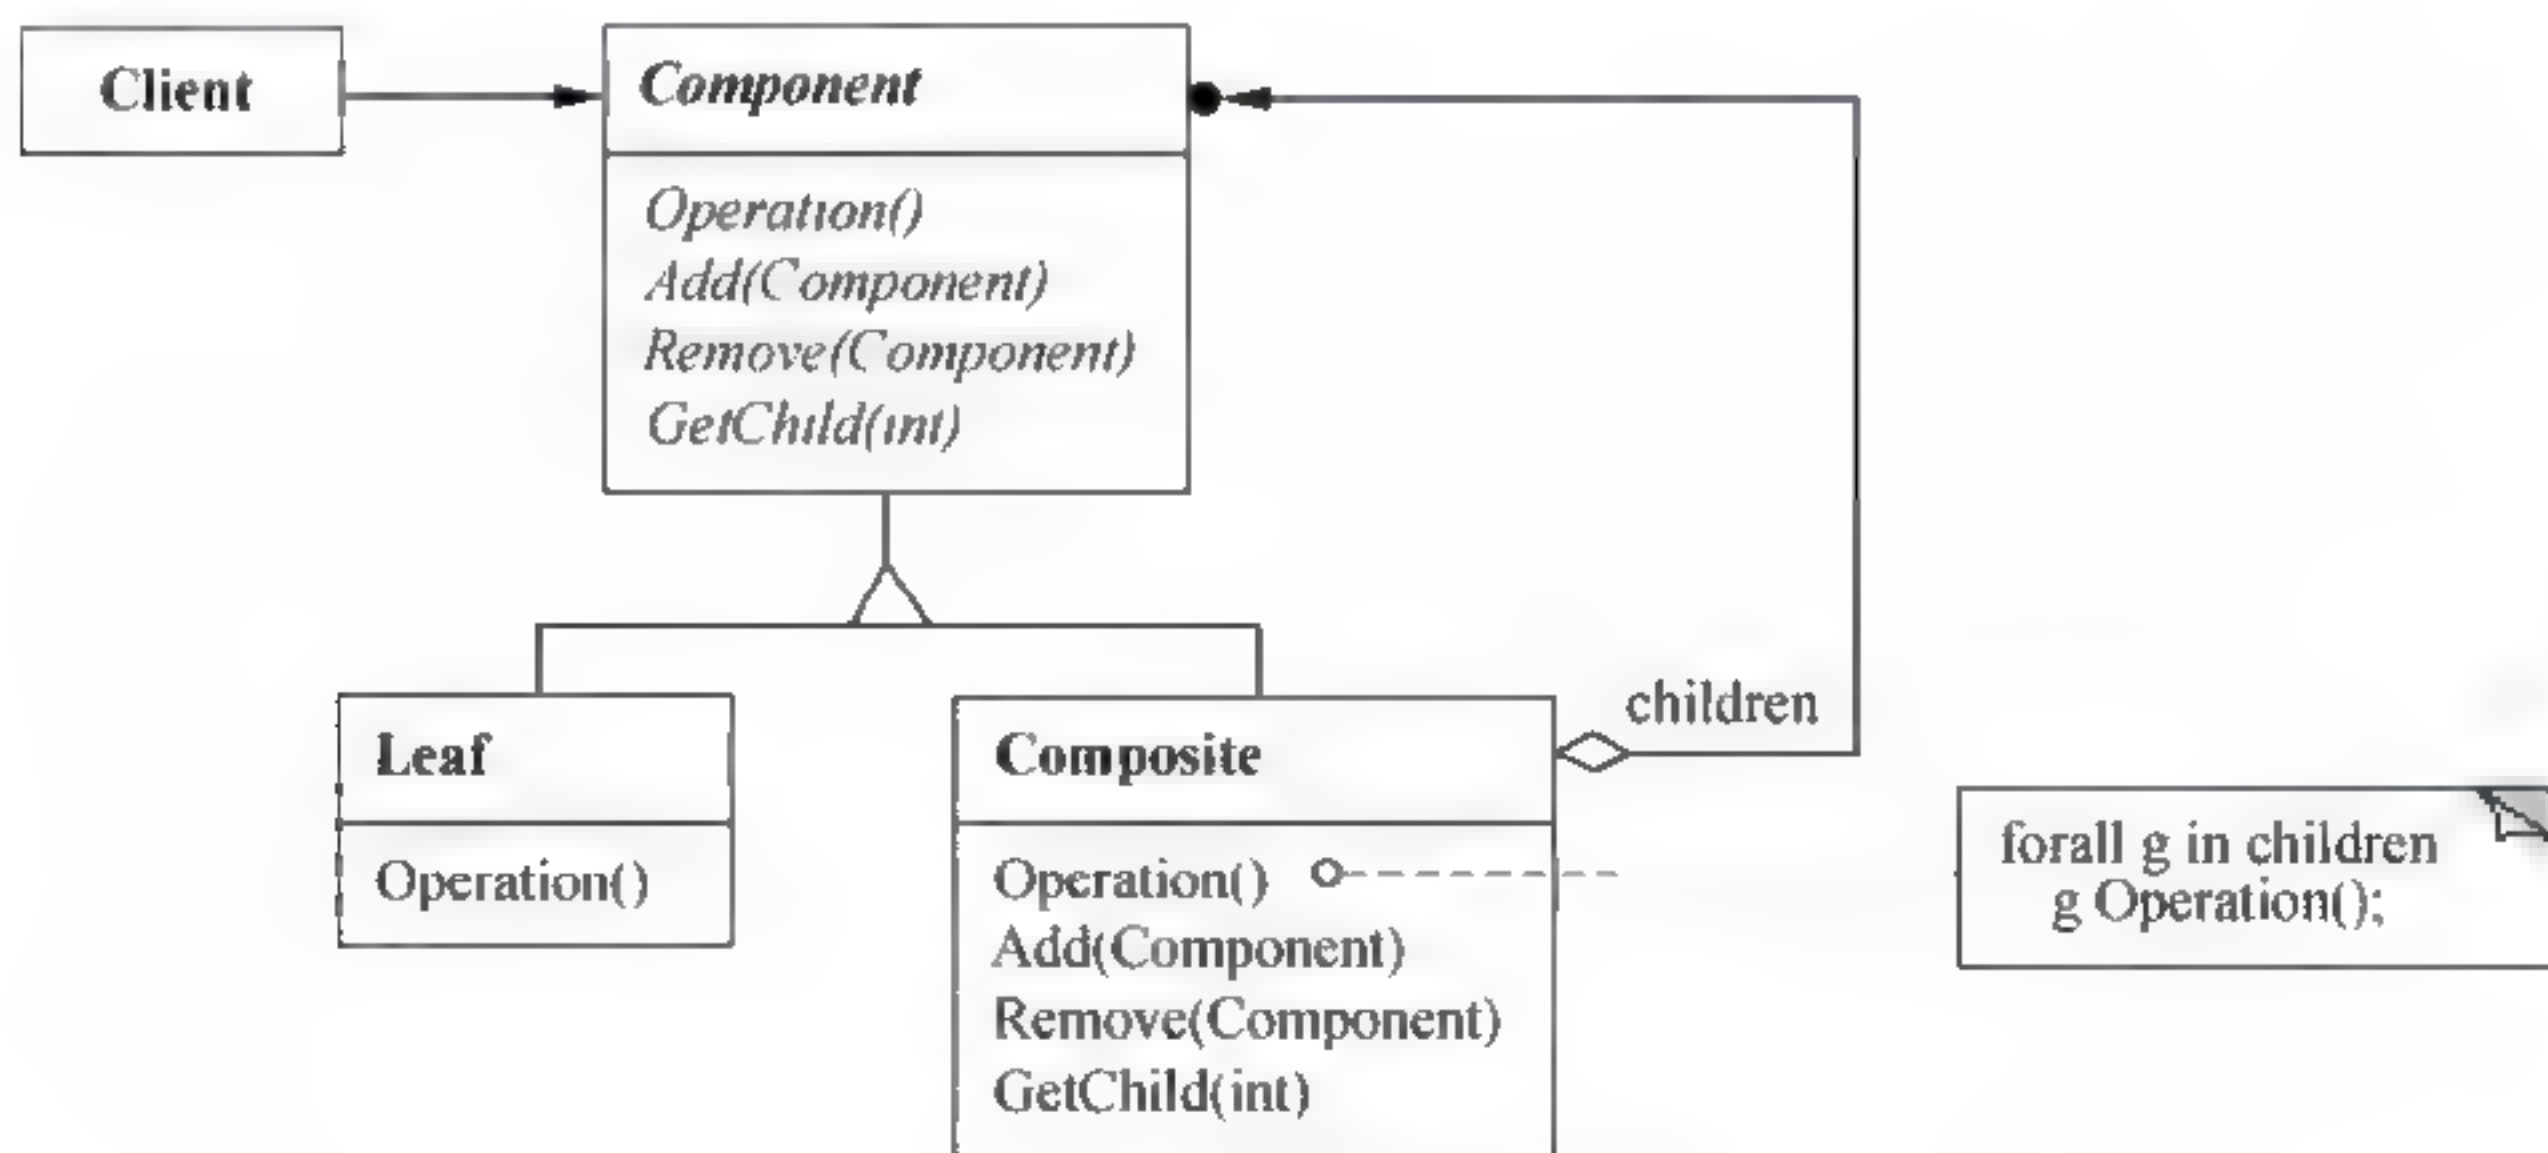 Client
Component
Operation()
Add(Component)
Remove(Component)
GetChild(int)
children
Leaf
Operation()
Composite
Operation()
Add(Component)
Remove(Component)
GetChild(int)
forall g in children
g Operation();